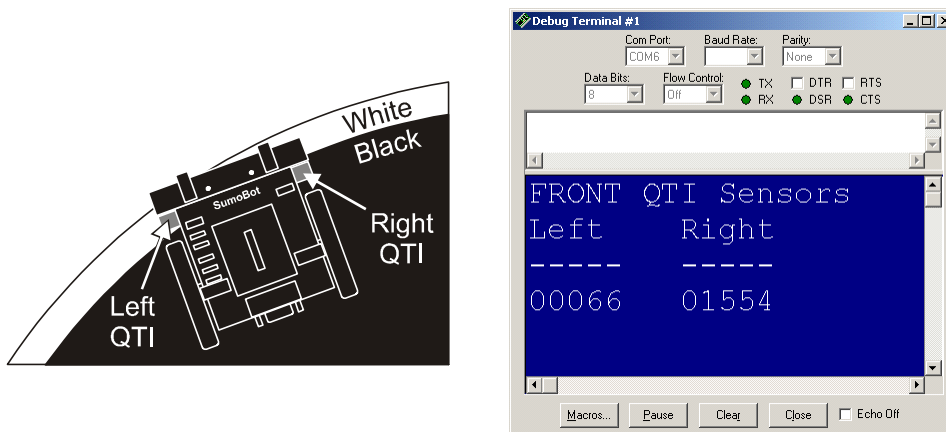 White
Black
SumoBot
Right
QTI
Left
QTI
Debug Terminal #1
Com Port: Baud Rate: Parity:
COM6 None
Data Bits: Flow Control: TX DTR RTS
8 Off RX DSR CTS
FRONT QTI Sensors
Left Right
----- -----
00066 01554
Macros... Pause Clear Close Echo Off